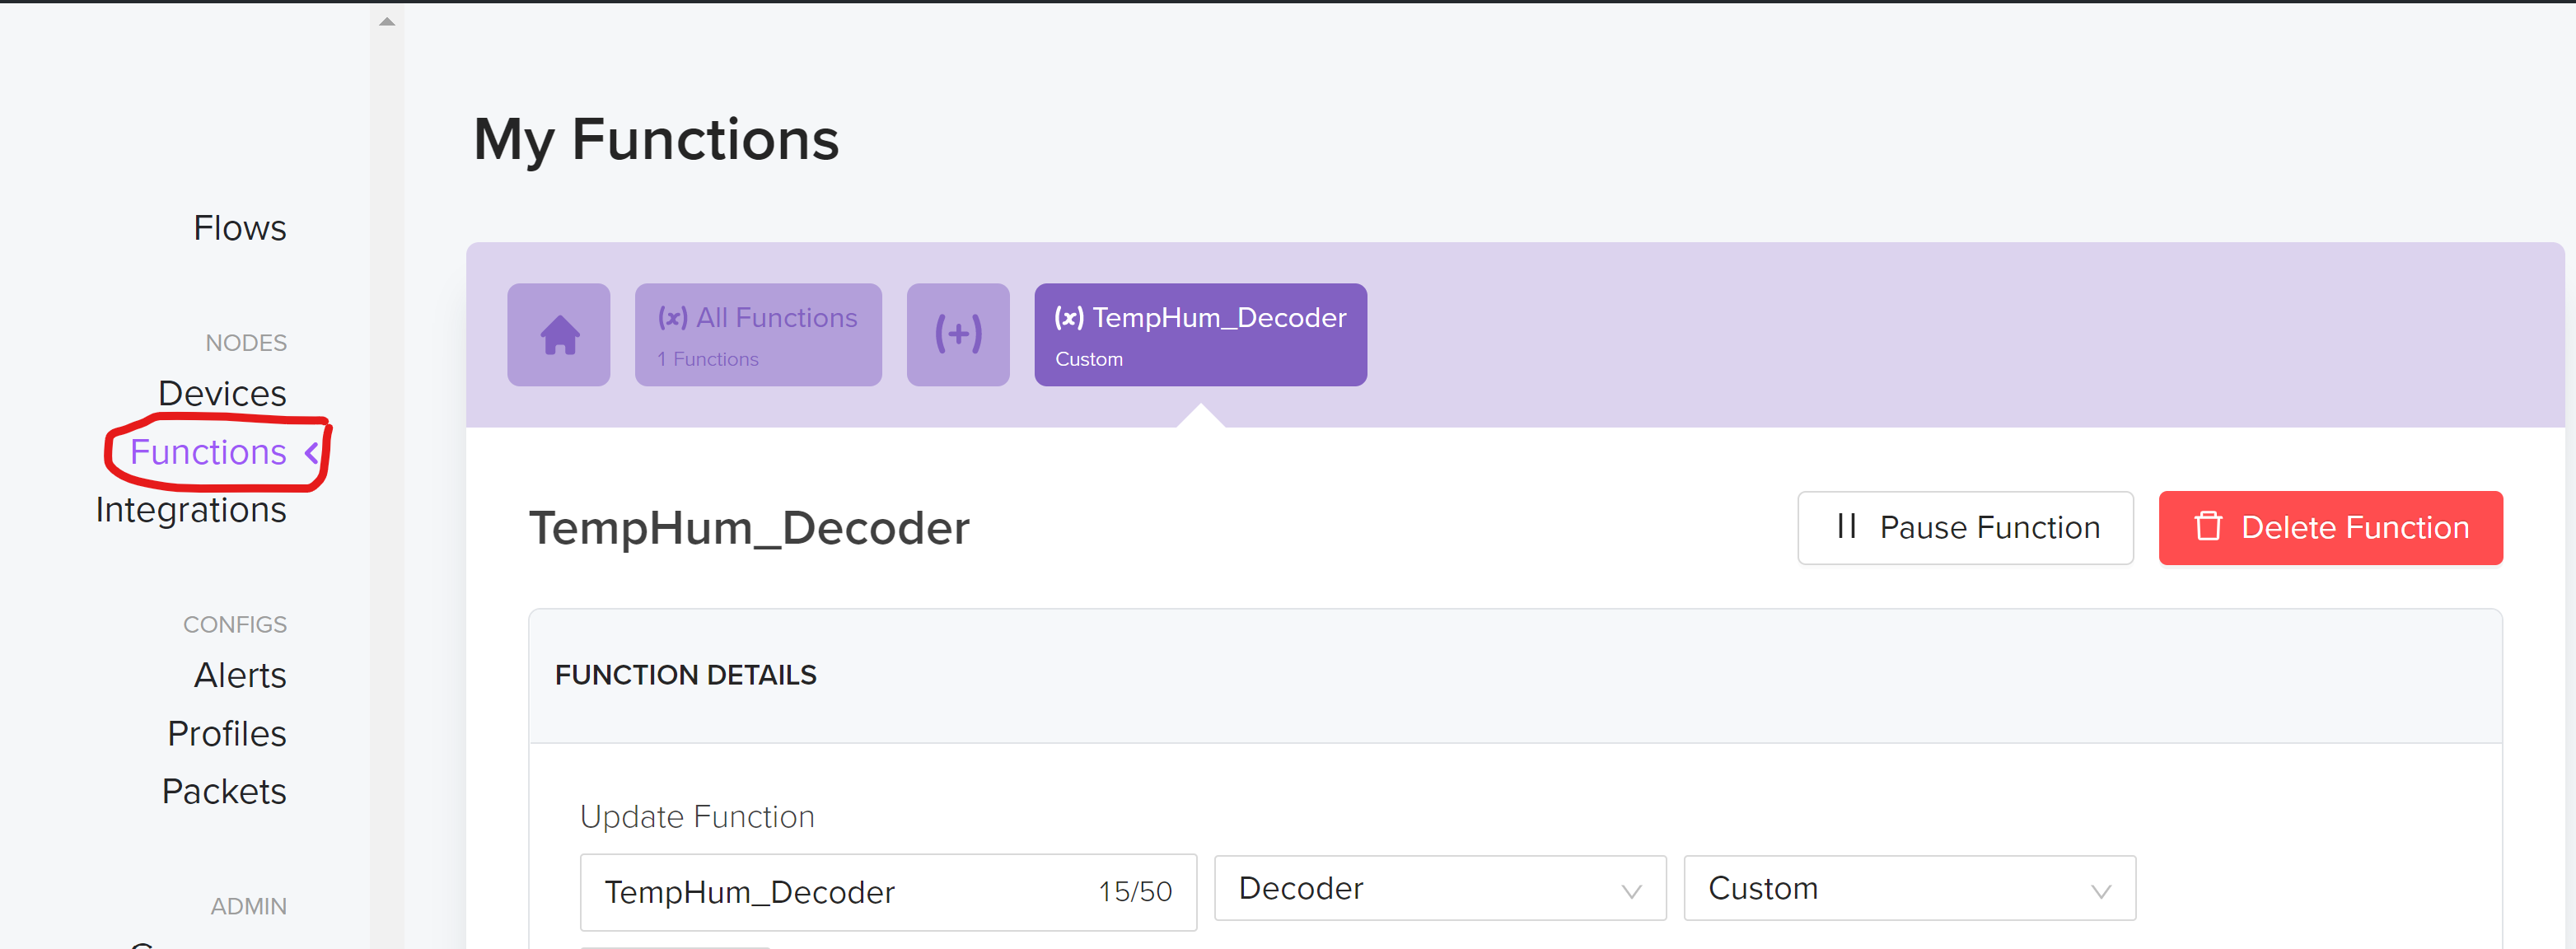 My Functions
Flows
NODES
Devices
Functions
Integrations
CONFIGS
Alerts
Profiles
Packets
ADMIN
(x) All Functions
1 Functions
(+)
(x) TempHum_Decoder
Custom
TempHum_Decoder
Pause Function
Delete Function
FUNCTION DETAILS
Update Function
TempHum_Decoder 15/50
Decoder
Custom